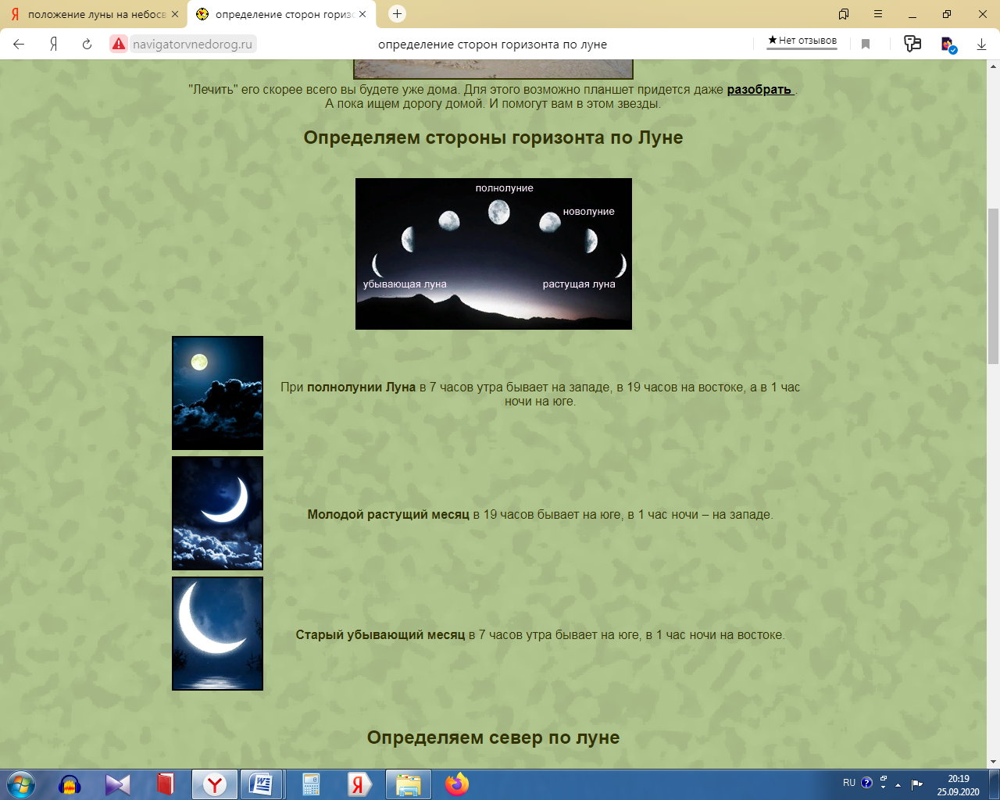 положение луны на небосв
определение сторон горизо
navigatorvnedorog.ru
определение сторон горизонта по луне
★ Нет отзывов
"Лечить" его скорее всего вы будете уже дома. Для этого возможно планшет придется даже разобрать .
А пока ищем дорогу домой. И помогут вам в этом звезды.
Определяем стороны горизонта по Луне
полнолуние
новолуние
убывающая луна
растущая луна
При полнолунии Луна в 7 часов утра бывает на западе, в 19 часов на востоке, а в 1 час
ночи на юге.
Молодой растущий месяц в 19 часов бывает на юге, в 1 час ночи – на западе.
Старый убывающий месяц в 7 часов утра бывает на юге, в 1 час ночи на востоке.
Определяем север по луне
RU
20:19
25.09.2020